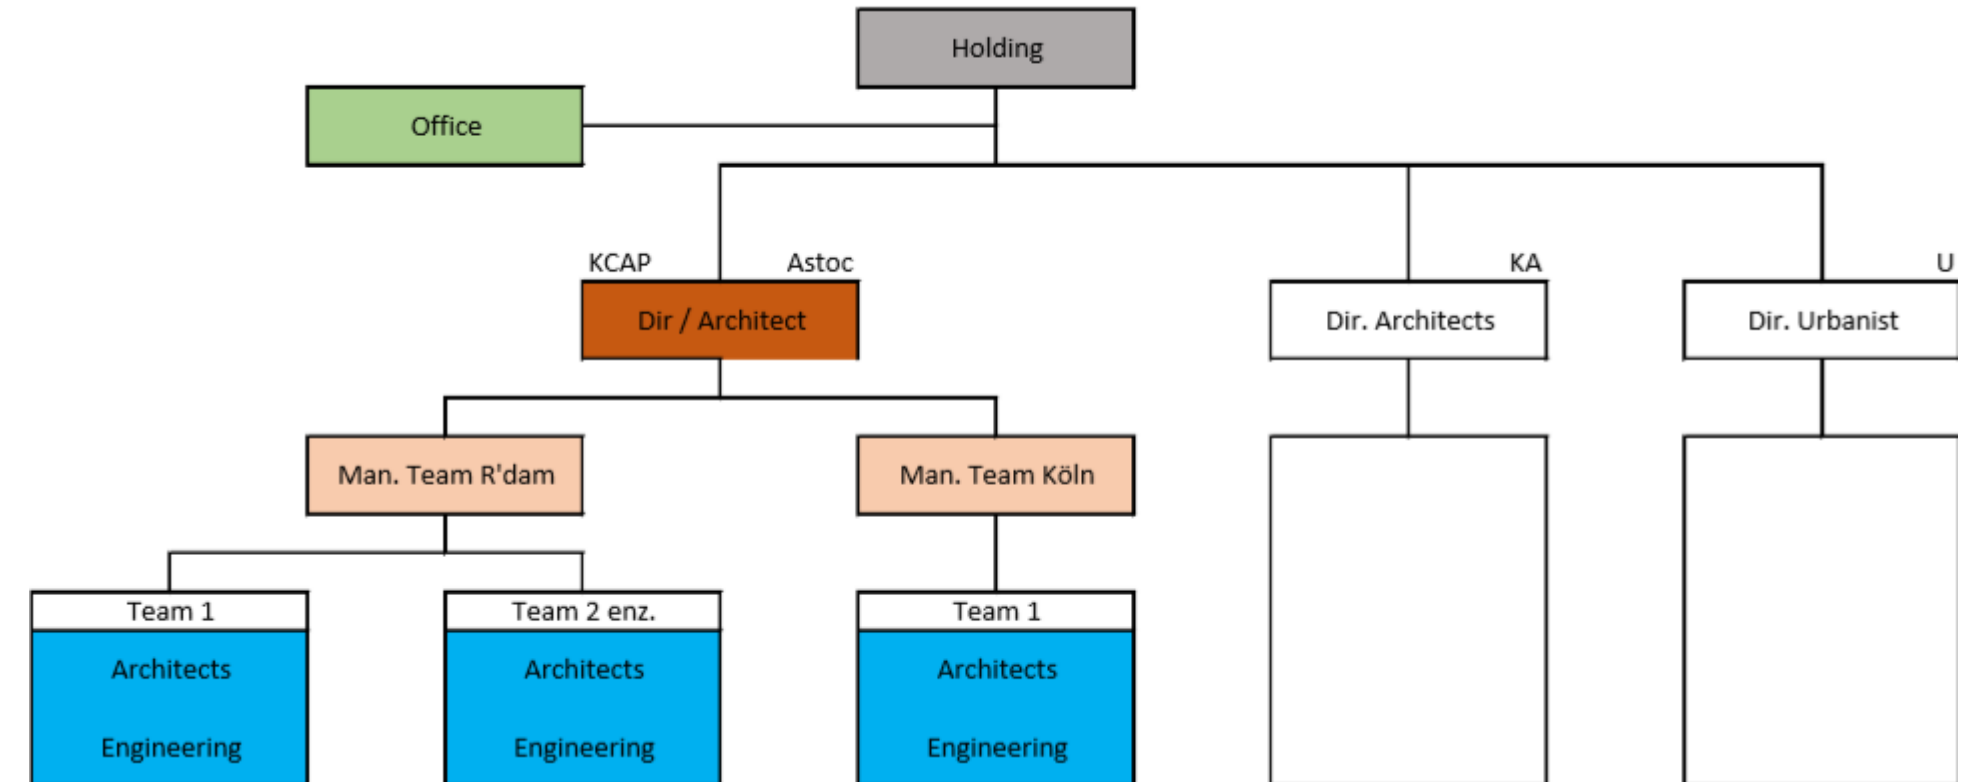 Holding
Office
KCAP Astoc KA U
Dir / Architect Dir. Architects Dir. Urbanist
Man. Team R'dam Man. Team Köln
Team 1 Team 2 enz. Team 1
Architects Architects Architects
Engineering Engineering Engineering